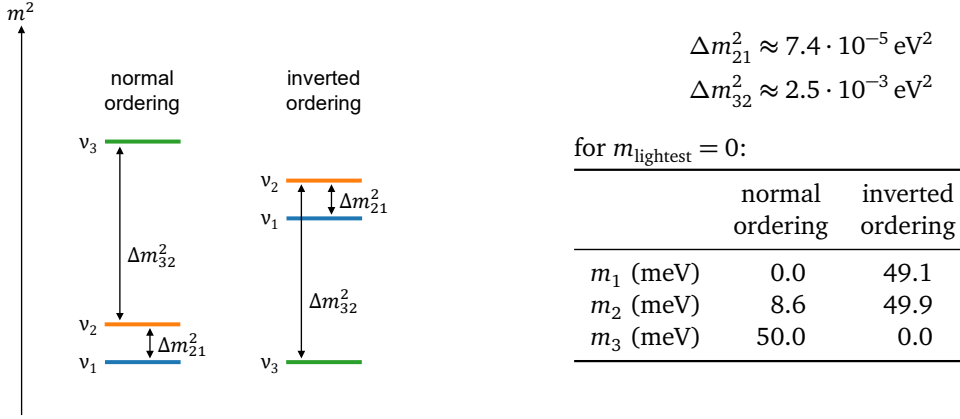 m²
normal
ordering
inverted
ordering
ν₃
Δm²₃₂
ν₂
Δm²₂₁
ν₁
ν₂
Δm²₂₁
ν₁
Δm²₃₂
ν₃
Δm²₂₁ ≈ 7.4 · 10⁻⁵ eV²
Δm²₃₂ ≈ 2.5 · 10⁻³ eV²
for m_lightest = 0:
normal inverted
ordering ordering
m₁ (meV) 0.0 49.1
m₂ (meV) 8.6 49.9
m₃ (meV) 50.0 0.0